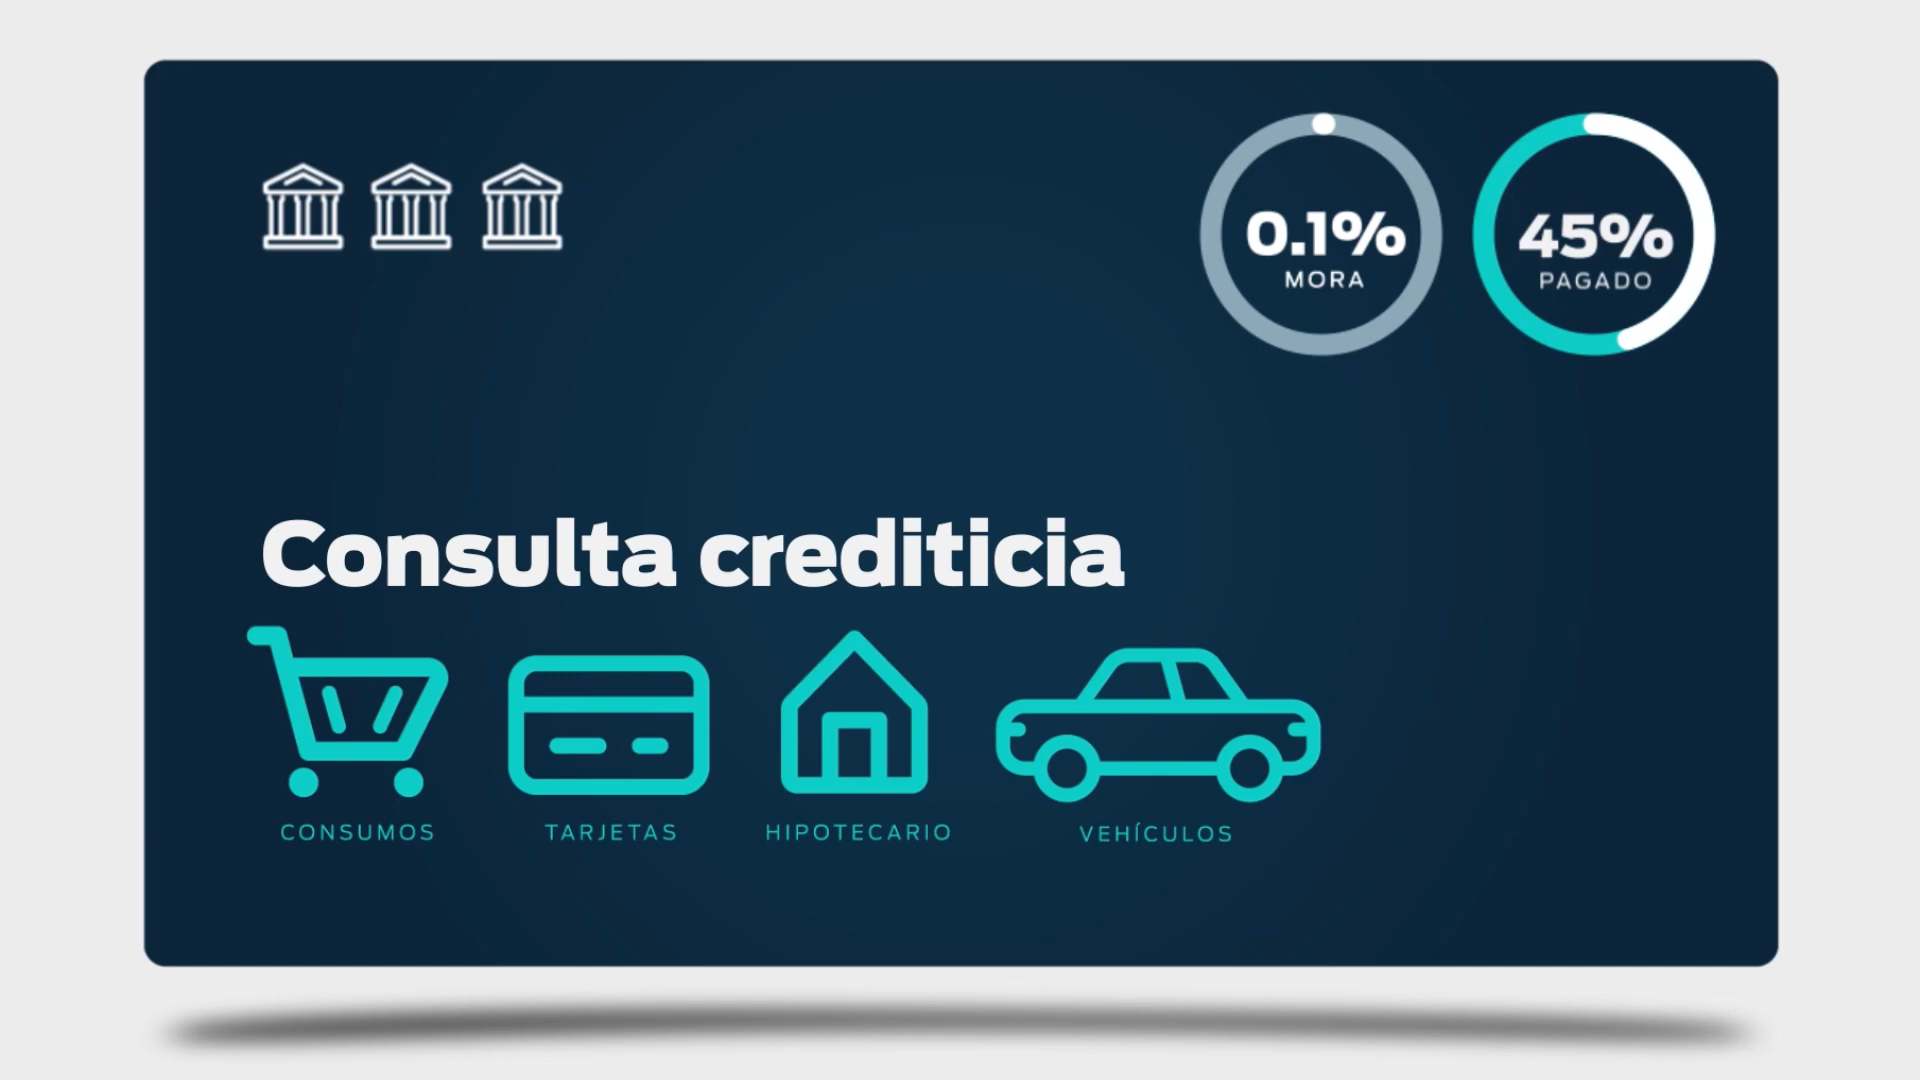 0.1%
MORA
45%
PAGADO
Consulta crediticia
CONSUMOS
TARJETAS
HIPOTECARIO
VEHÍCULOS